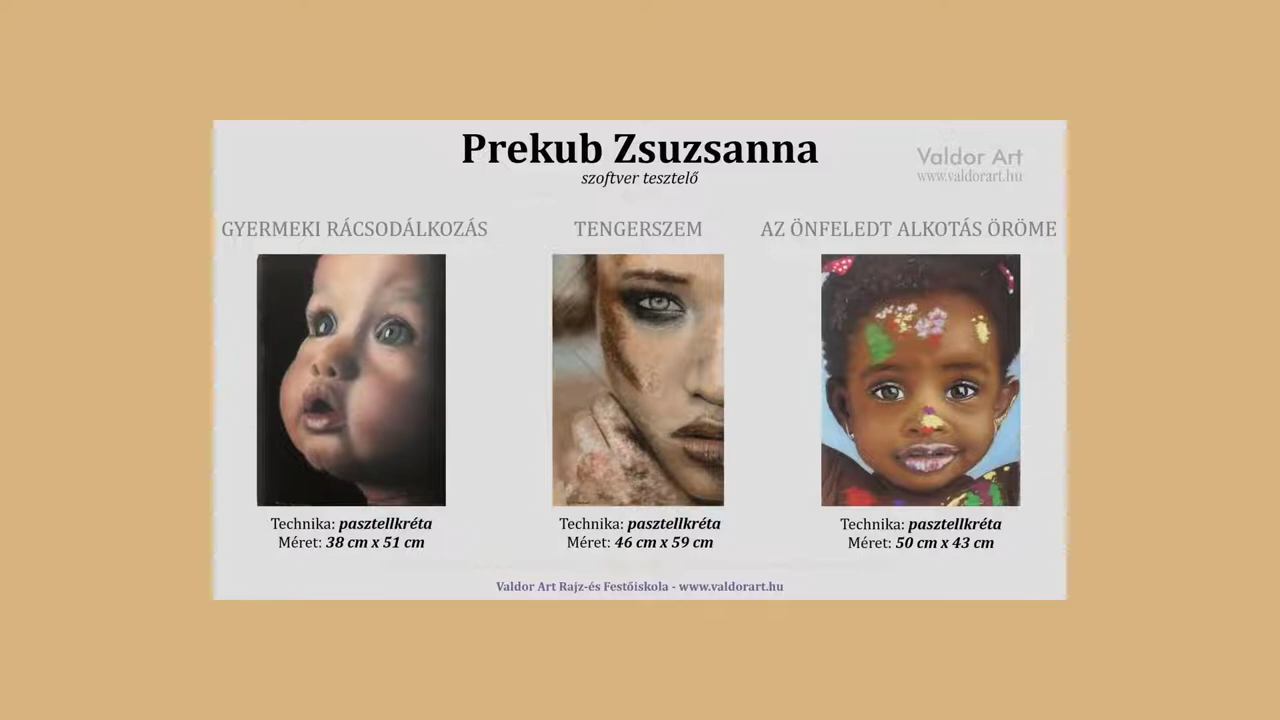 Prekub Zsuzsanna
szoftver tesztelő
Valdor Art
www.valdorart.hu
GYERMEKI RÁCSODÁLKOZÁS
TENGERSZEM
AZ ÖNFELEDT ALKOTÁS ÖRÖME
Technika: pasztellkréta
Méret: 38 cm x 51 cm
Technika: pasztellkréta
Méret: 46 cm x 59 cm
Technika: pasztellkréta
Méret: 50 cm x 43 cm
Valdor Art Rajz-és Festőiskola - www.valdorart.hu